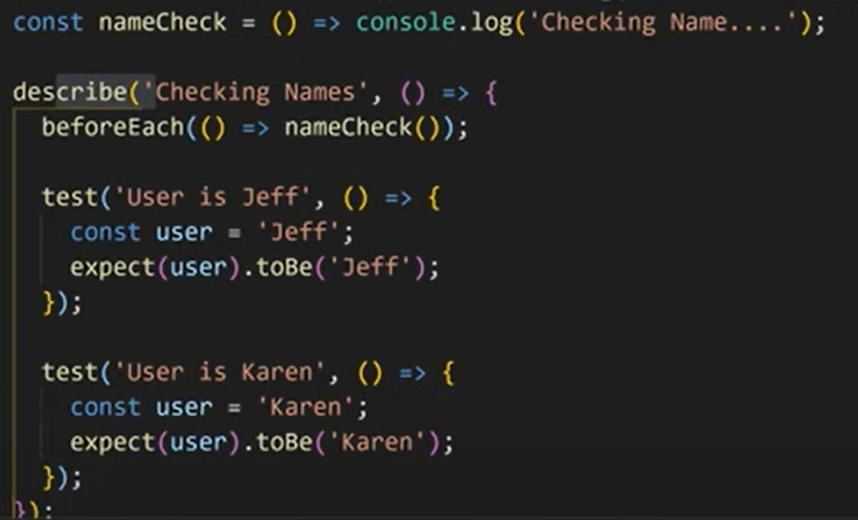 const nameCheck = () => console.log('Checking Name....');
describe('Checking Names', () => {
beforeEach(() => nameCheck());
test('User is Jeff', () => {
const user = 'Jeff';
expect(user).toBe('Jeff');
});
test('User is Karen', () => {
const user = 'Karen';
expect(user).toBe('Karen');
});
});